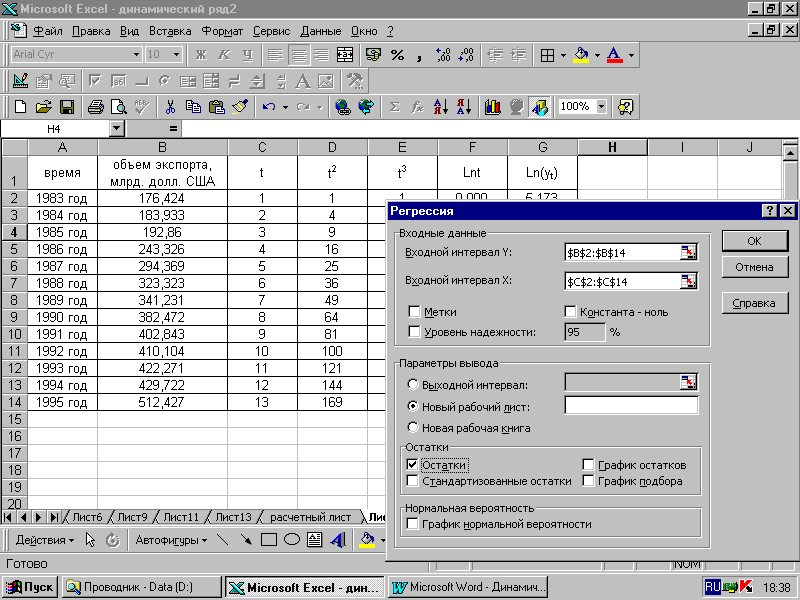 Microsoft Excel - динамический ряд2
Файл Правка Вид Вставка Формат Сервис Данные Окно ?
Arial Cyr 10 Ж К Ч %
100%
H4 =
A B C D E F G H I J
1 время объем экспорта, млрд. долл. США t t² t³ Lnt Ln(yt)
2 1983 год 176,424 1 1 1 0,000 5,173
3 1984 год 183,933 2 4
4 1985 год 192,86 3 9
5 1986 год 243,326 4 16
6 1987 год 294,369 5 25
7 1988 год 323,323 6 36
8 1989 год 341,231 7 49
9 1990 год 382,472 8 64
10 1991 год 402,843 9 81
11 1992 год 410,104 10 100
12 1993 год 422,271 11 121
13 1994 год 429,722 12 144
14 1995 год 512,427 13 169
15
16
17
18
19
20
Регрессия
Входные данные
Входной интервал Y: $B$2:$B$14
Входной интервал X: $C$2:$C$14
Метки Константа - ноль
Уровень надежности: 95 %
OK
Отмена
Справка
Параметры вывода
Выходной интервал:
Новый рабочий лист:
Новая рабочая книга
Остатки
Остатки График остатков
Стандартизованные остатки График подбора
Нормальная вероятность
График нормальной вероятности
Лист6 Лист9 Лист11 Лист13 расчетный лист Ли
Действия Автофигуры
Готово NUM
Пуск Проводник - Data (D:) Microsoft Excel - дин... Microsoft Word - Динамич... RU 18:38